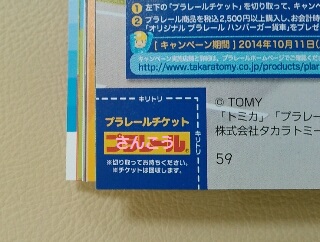 1 左下の「プラレールチケット」を切り取って、キャンペーン
2 プラレール商品を税込2,500円以上購入し、お会計時
「オリジナル プラレール ハンバーガー貨車」をプレゼ
[キャンペーン期間] 2014年10月11日(
http://www.takaratomy.co.jp/products/plar
キリトリ
プラレールチケット
さんこう
※切り取ってお持ちください。
※チケットは回収します。
キリトリ
© TOMY
「トミカ」「プラレー
株式会社タカラトミー
59